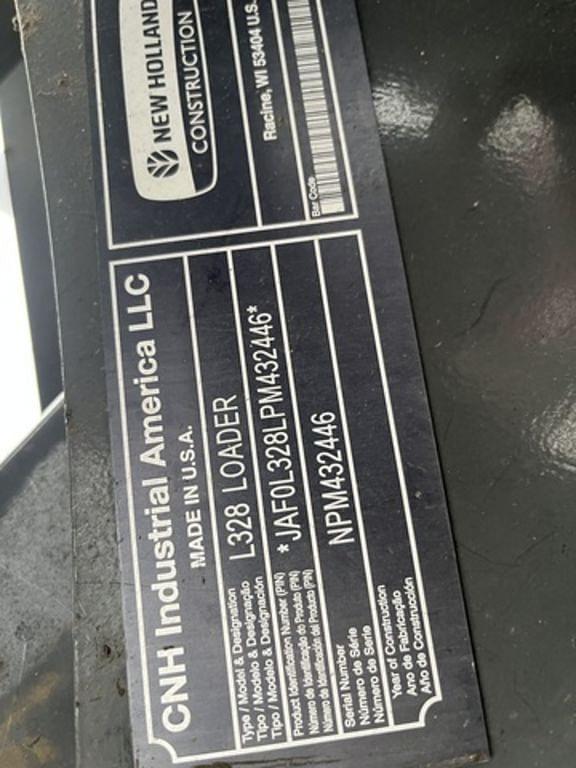 NEW HOLLAND
CONSTRUCTION
Racine, WI 53404 U.S.
Bar Code
CNH Industrial America LLC
MADE IN U.S.A.
Type / Model & Designation
Tipo / Modelo & Designação
Tipo / Modelo & Designación
L328 LOADER
Product Identification Number (PIN)
Número de Identificação do Produto (PIN)
Número de Identificación del Producto (PIN)
*JAF0L328LPM432446*
Serial Number
Número de Série
Número de Serie
NPM432446
Year of Construction
Ano de Fabricação
Año de Construcción